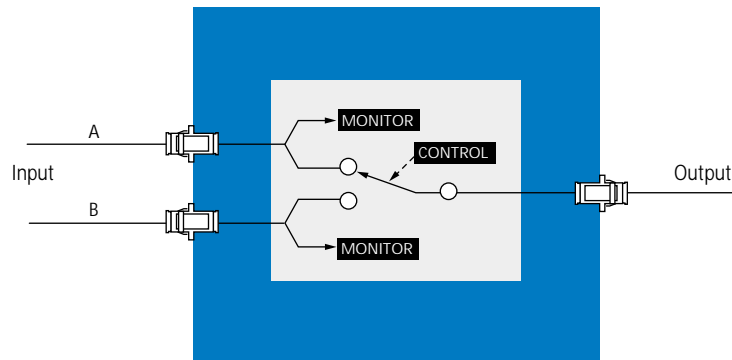 A
MONITOR
CONTROL
Input
Output
B
MONITOR